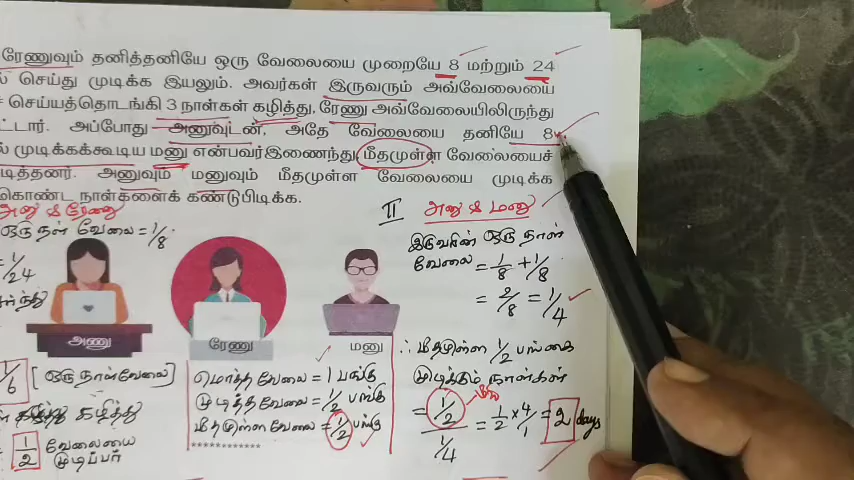 ரேணுவும் தனித்தனியே ஒரு வேலையை முறையே 8 மற்றும் 24
ல் செய்து முடிக்க இயலும். அவர்கள் இருவரும் அவ்வேலையை
செய்யத்தொடங்கி 3 நாள்கள் கழித்து, ரேணு அவ்வேலையிலிருந்து
ட்டார். அப்போது அனுவுடன், அதே வேலையை தனியே 8
ல் முடிக்கக்கூடிய மனு என்பவர்இணைந்து மீதமுள்ள வேலையைச்
டித்தனர். அனுவும் மனுவும் மீதமுள்ள வேலையை முடிக்க
கொண்ட நாள்களைக் கண்டுபிடிக்க.
அனு & ரேணு
ஒரு நாள் வேலை = 1/8
= 1/24
அனு
ரேணு
மனு
1/6 [ஒருநாள்வேலை]
கழித்து
1/2 வேலையை
முடிப்பர்
மொத்த வேலை = 1 பங்கு
முடித்த வேலை = 1/2 பங்கு
மீதமுள்ள வேலை = 1/2 பங்கு
************
II அனு & மனு
இருவரின் ஒரு நாள்
வேலை = 1/8 + 1/8
= 2/8 = 1/4
∴ மீதமுள்ள 1/2 பங்கை
முடிக்கும் நாள்கள்
= 1/2 / 1/4 = 1/2 × 4/1 = 2 days